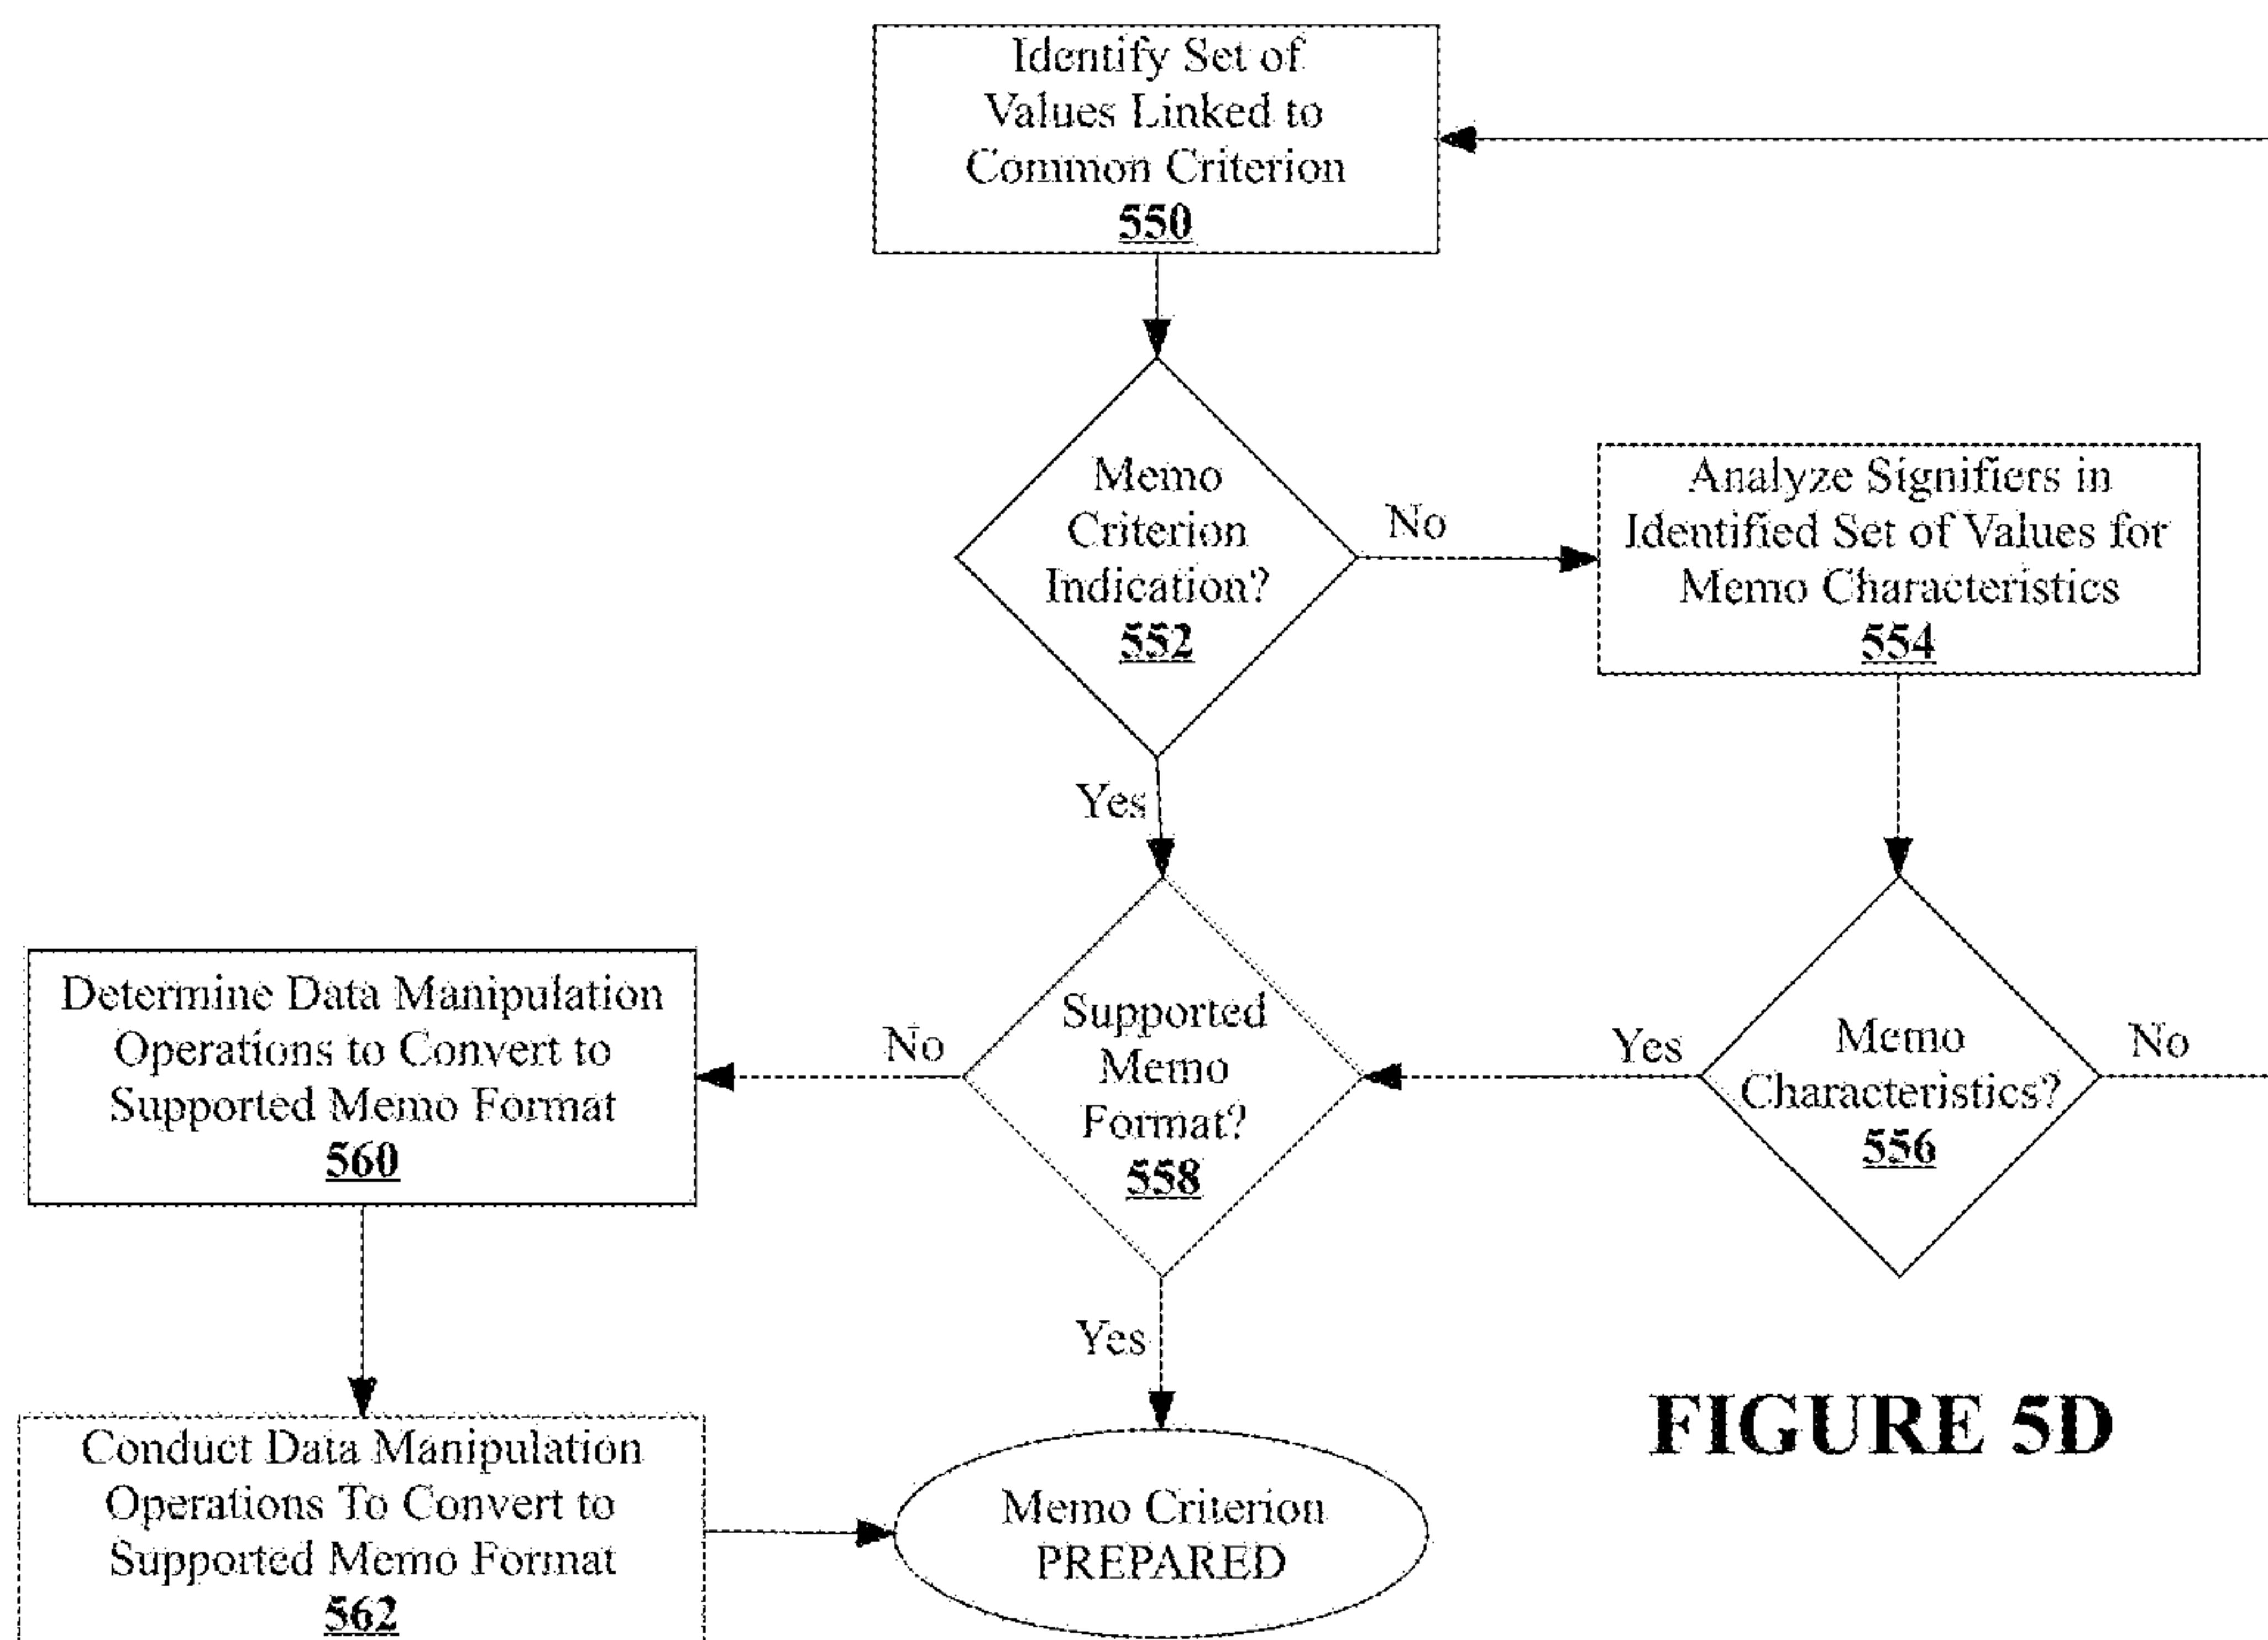 Identify Set of
Values Linked to
Common Criterion
550
Memo
Criterion
Indication?
552
No
Analyze Signifiers in
Identified Set of Values for
Memo Characteristics
554
Yes
Determine Data Manipulation
Operations to Convert to
Supported Memo Format
560
No
Supported
Memo
Format?
558
Yes
Memo
Characteristics?
556
No
Yes
Conduct Data Manipulation
Operations To Convert to
Supported Memo Format
562
Memo Criterion
PREPARED
FIGURE 5D